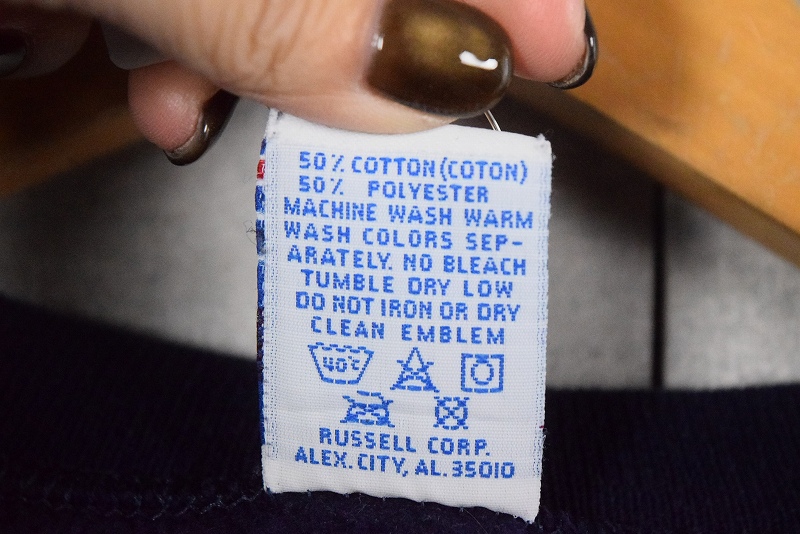 50% COTTON (COTON)
50% POLYESTER
MACHINE WASH WARM
WASH COLORS SEP-
ARATELY. NO BLEACH
TUMBLE DRY LOW
DO NOT IRON OR DRY
CLEAN EMBLEM
40°C
RUSSELL CORP.
ALEX. CITY, AL. 35010